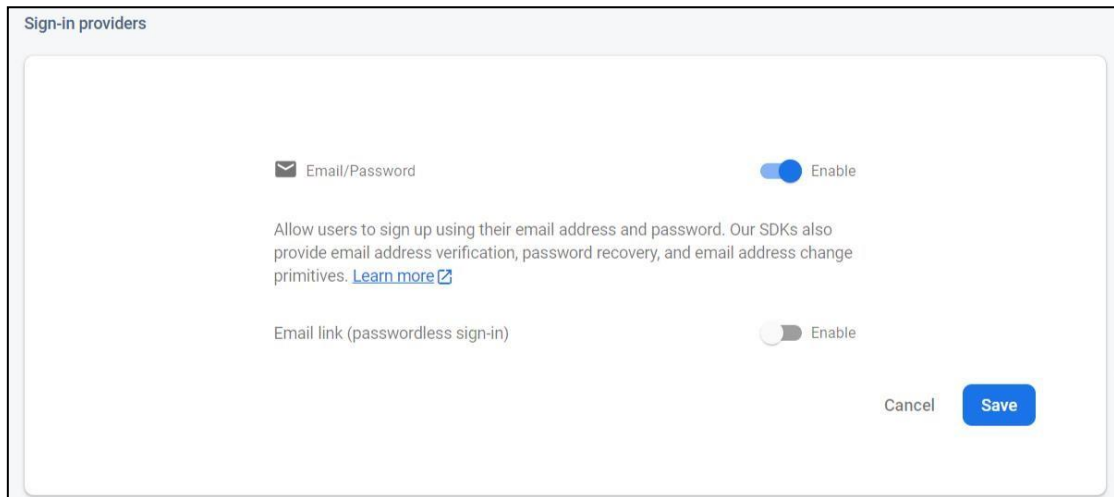 Sign-in providers
Email/Password
Enable
Allow users to sign up using their email address and password. Our SDKs also
provide email address verification, password recovery, and email address change
primitives. Learn more
Email link (passwordless sign-in)
Enable
Cancel
Save